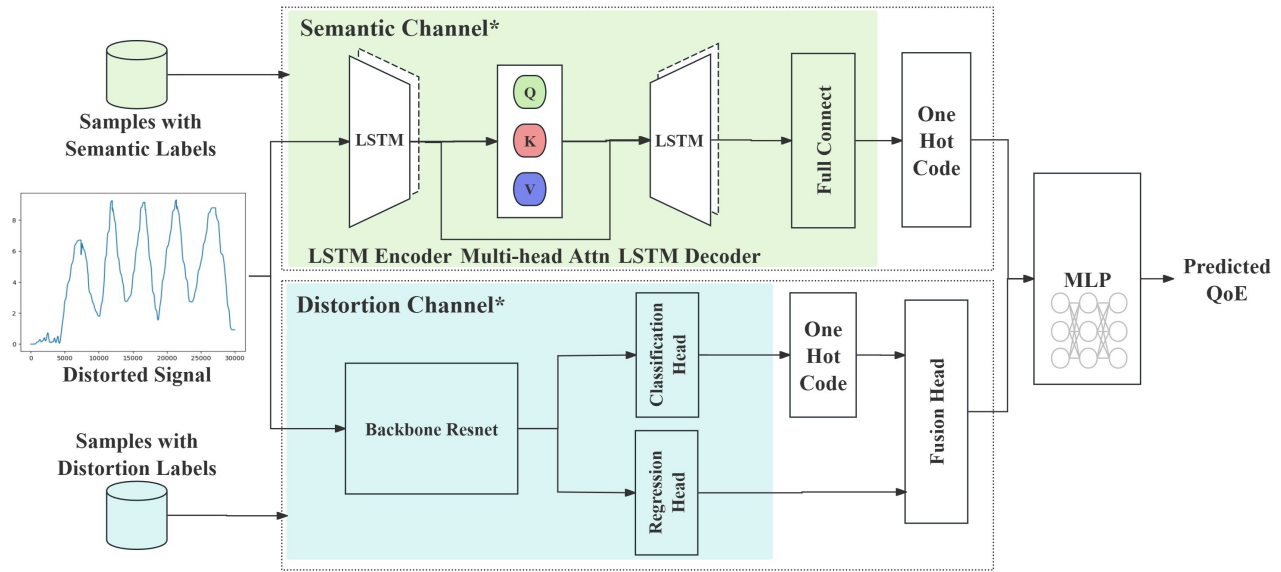 Semantic Channel*
Samples with
Semantic Labels
LSTM
Q
K
V
LSTM
Full Connect
One
Hot
Code
LSTM Encoder Multi-head Attn LSTM Decoder
8
6
4
2
0
0 5000 10000 15000 20000 25000 30000
Distorted Signal
Distortion Channel*
Backbone Resnet
Classification
Head
Regression
Head
One
Hot
Code
Fusion Head
MLP
Predicted
QoE
Samples with
Distortion Labels